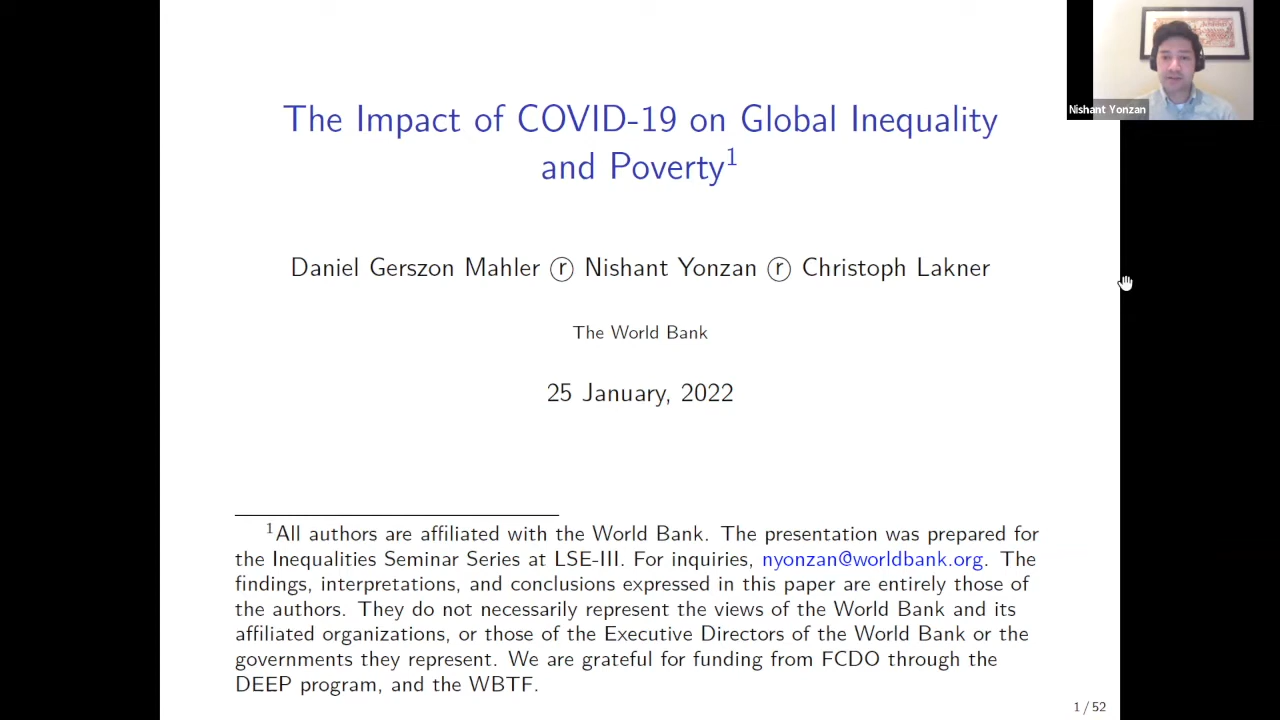 The Impact of COVID-19 on Global Inequality
and Poverty¹
Daniel Gerszon Mahler ⓡ Nishant Yonzan ⓡ Christoph Lakner
The World Bank
25 January, 2022
¹All authors are affiliated with the World Bank. The presentation was prepared for
the Inequalities Seminar Series at LSE-III. For inquiries, nyonzan@worldbank.org. The
findings, interpretations, and conclusions expressed in this paper are entirely those of
the authors. They do not necessarily represent the views of the World Bank and its
affiliated organizations, or those of the Executive Directors of the World Bank or the
governments they represent. We are grateful for funding from FCDO through the
DEEP program, and the WBTF.
1 / 52
Nishant Yonzan